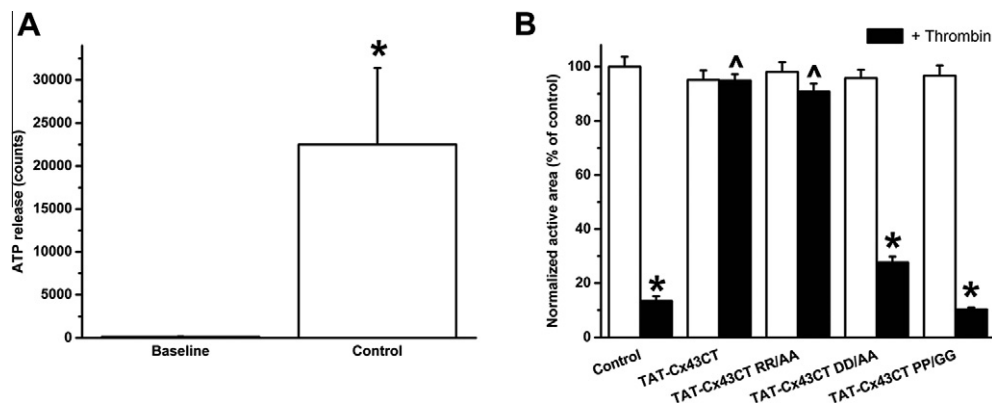 A
ATP release (counts)
30000
25000
20000
15000
10000
5000
0
*
Baseline
Control
B
+ Thrombin
Normalized active area (% of control)
100
80
60
40
20
0
*
^
^
*
*
Control
TAT-Cx43CT
TAT-Cx43CT RR/AA
TAT-Cx43CT DD/AA
TAT-Cx43CT PP/GG